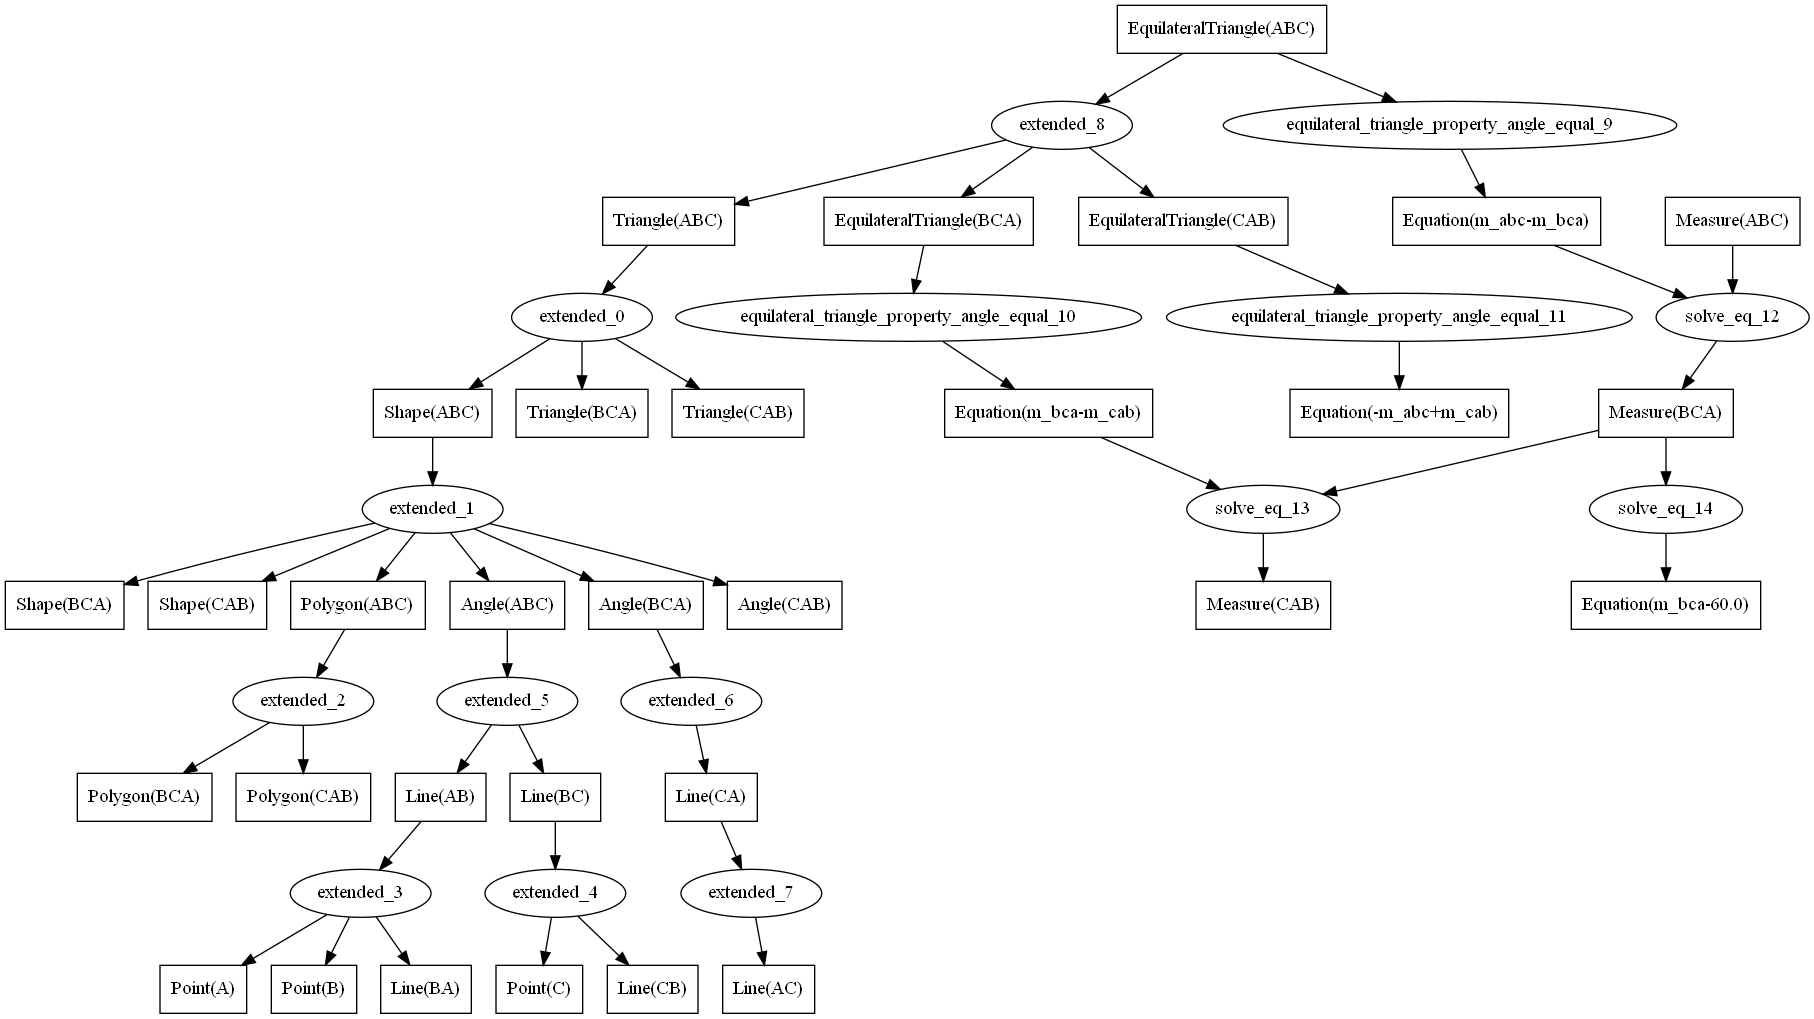 EquilateralTriangle(ABC)
extended_8
equilateral_triangle_property_angle_equal_9
Triangle(ABC)
EquilateralTriangle(BCA)
EquilateralTriangle(CAB)
Equation(m_abc-m_bca)
Measure(ABC)
extended_0
equilateral_triangle_property_angle_equal_10
equilateral_triangle_property_angle_equal_11
solve_eq_12
Shape(ABC)
Triangle(BCA)
Triangle(CAB)
Equation(m_bca-m_cab)
Equation(-m_abc+m_cab)
Measure(BCA)
extended_1
solve_eq_13
solve_eq_14
Shape(BCA)
Shape(CAB)
Polygon(ABC)
Angle(ABC)
Angle(BCA)
Angle(CAB)
Measure(CAB)
Equation(m_bca-60.0)
extended_2
extended_5
extended_6
Polygon(BCA)
Polygon(CAB)
Line(AB)
Line(BC)
Line(CA)
extended_3
extended_4
extended_7
Point(A)
Point(B)
Line(BA)
Point(C)
Line(CB)
Line(AC)